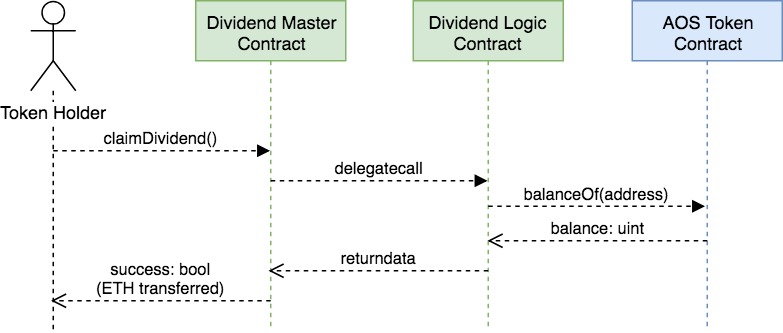 Dividend Master
Contract
Dividend Logic
Contract
AOS Token
Contract
Token Holder
claimDividend()
delegatecall
balanceOf(address)
balance: uint
returndata
success: bool
(ETH transferred)